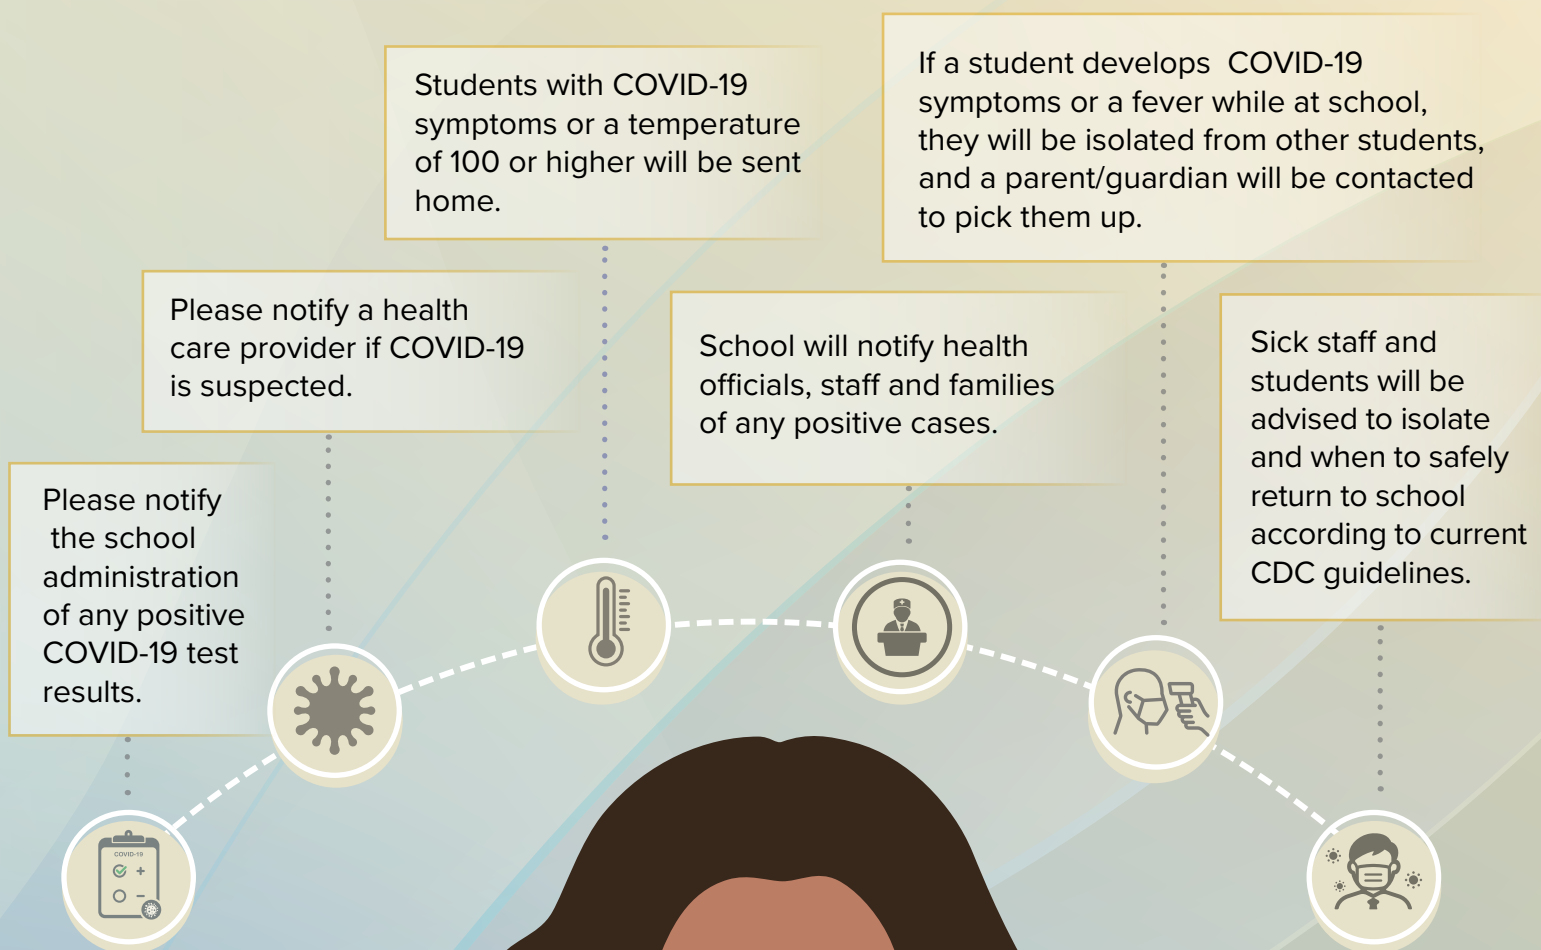 Please notify
the school
administration
of any positive
COVID-19 test
results.
Please notify a health
care provider if COVID-19
is suspected.
Students with COVID-19
symptoms or a temperature
of 100 or higher will be sent
home.
School will notify health
officials, staff and families
of any positive cases.
If a student develops  COVID-19
symptoms or a fever while at school,
they will be isolated from other students,
and a parent/guardian will be contacted
to pick them up.
Sick staff and
students will be
advised to isolate
and when to safely
return to school
according to current
CDC guidelines.
COVID-19
+
-